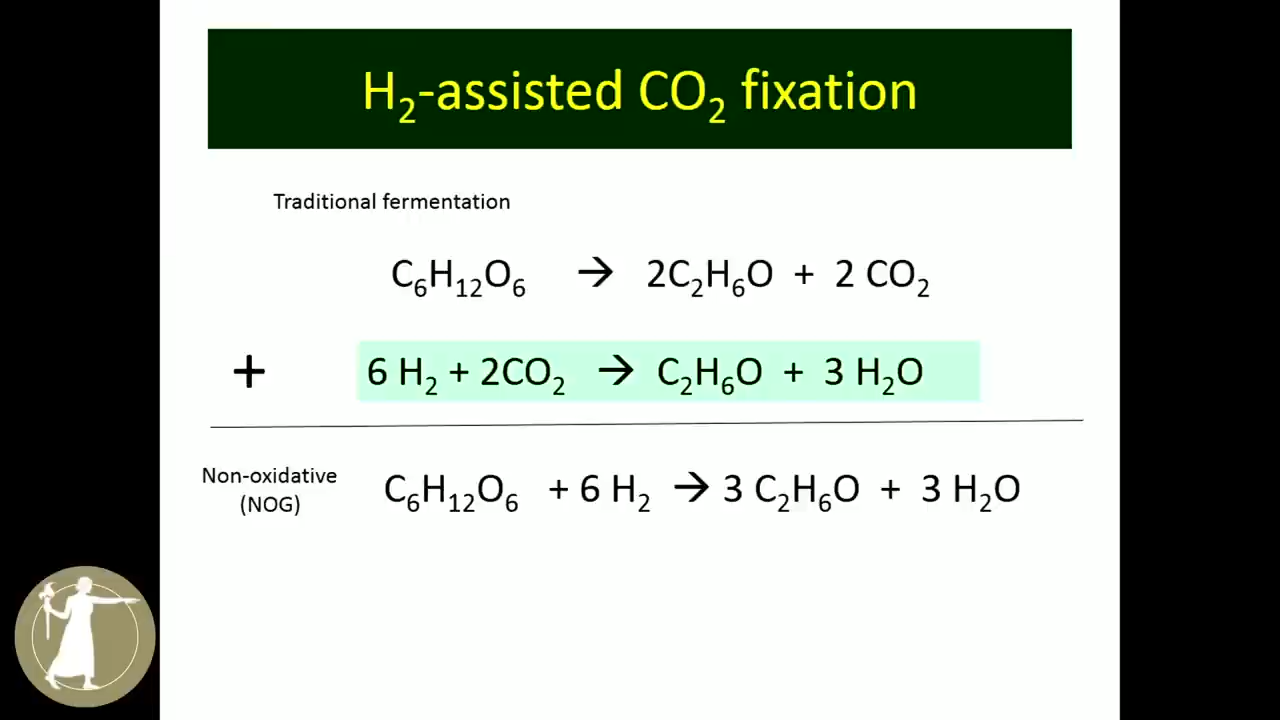 H₂-assisted CO₂ fixation
Traditional fermentation
C₆H₁₂O₆ → 2C₂H₆O + 2 CO₂
+ 6 H₂ + 2CO₂ → C₂H₆O + 3 H₂O
Non-oxidative
(NOG)
C₆H₁₂O₆ + 6 H₂ → 3 C₂H₆O + 3 H₂O